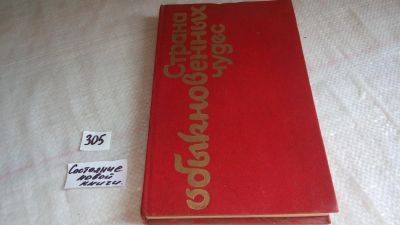 Страна
обыкновенных
чудес
305
Состояние
новой
книги